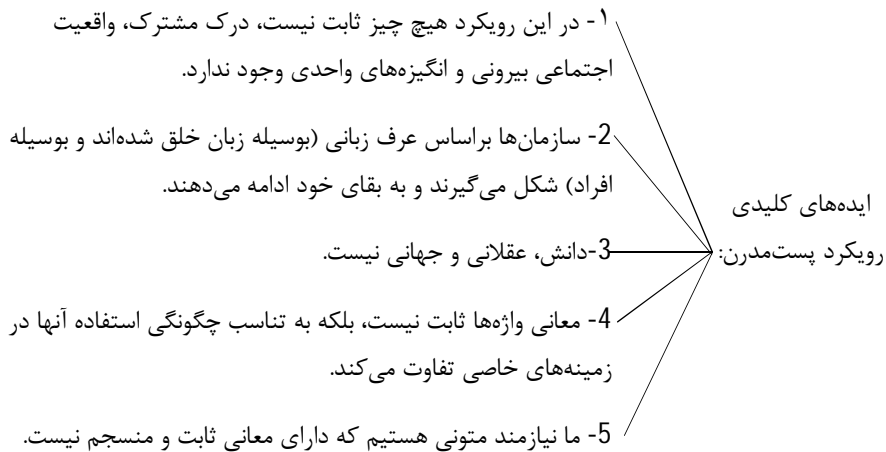 ایده‌های کلیدی
رویکرد پست‌مدرن:
۱- در این رویکرد هیچ چیز ثابت نیست، درک مشترک، واقعیت
اجتماعی بیرونی و انگیزه‌های واحدی وجود ندارد.
2- سازمان‌ها براساس عرف زبانی (بوسیله زبان خلق شده‌اند و بوسیله
افراد) شکل می‌گیرند و به بقای خود ادامه می‌دهند.
3-دانش، عقلانی و جهانی نیست.
4- معانی واژه‌ها ثابت نیست، بلکه به تناسب چگونگی استفاده آنها در
زمینه‌های خاصی تفاوت می‌کند.
5- ما نیازمند متونی هستیم که دارای معانی ثابت و منسجم نیست.